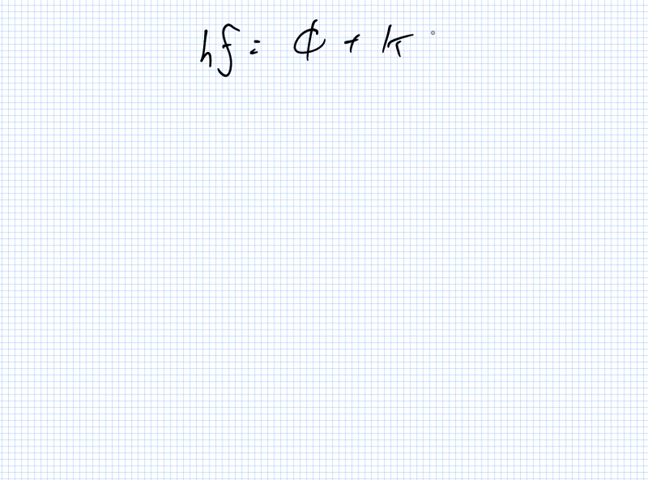 hf = ϕ + k